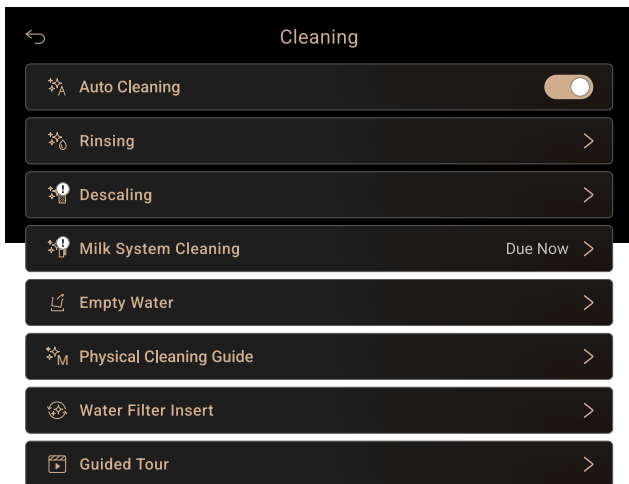 Cleaning
Auto Cleaning
Rinsing
Descaling
Milk System Cleaning Due Now
Empty Water
Physical Cleaning Guide
Water Filter Insert
Guided Tour